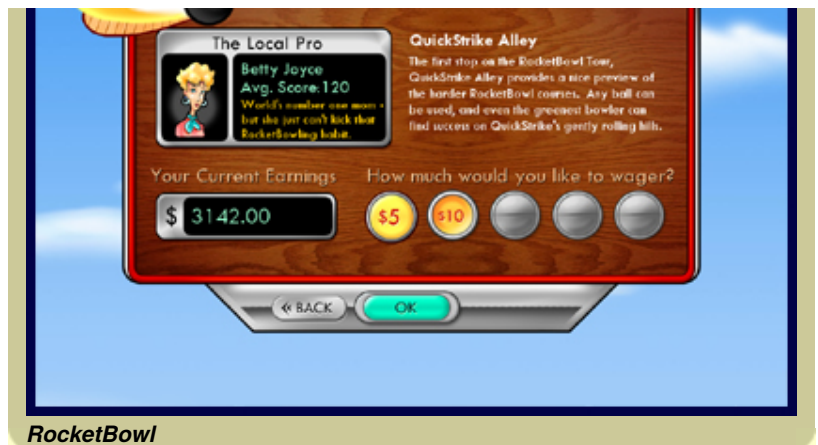 The Local Pro
Betty Joyce
Avg. Score:120
World's number one mom -
but she just can't kick that
RocketBowling habit.
QuickStrike Alley
The first stop on the RocketBowl Tour,
QuickStrike Alley provides a nice preview of
the harder RocketBowl courses. Any ball can
be used, and even the greenest bowler can
find success on QuickStrike's gently rolling hills.
Your Current Earnings
$ 3142.00
How much would you like to wager?
$5 $10
« BACK OK
RocketBowl